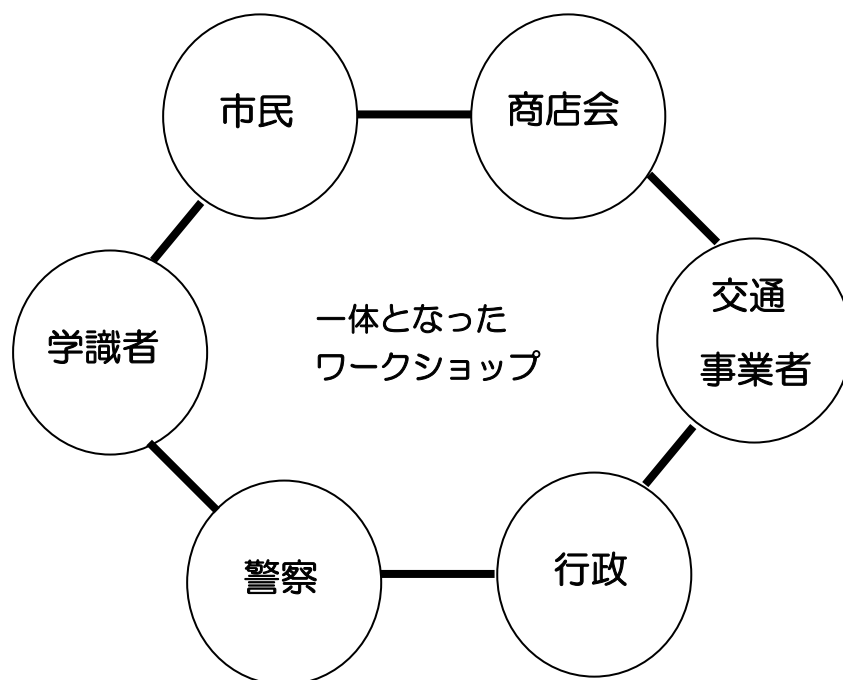 市民
商店会
学識者
一体となった
ワークショップ
交通
事業者
警察
行政